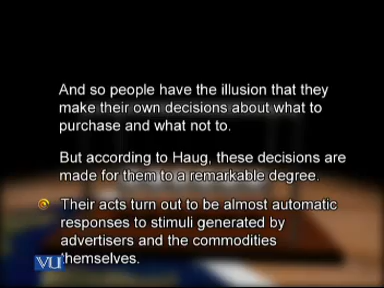 And so people have the illusion that they
make their own decisions about what to
purchase and what not to.
But according to Haug, these decisions are
made for them to a remarkable degree.
Their acts turn out to be almost automatic
responses to stimuli generated by
advertisers and the commodities
themselves.
VU